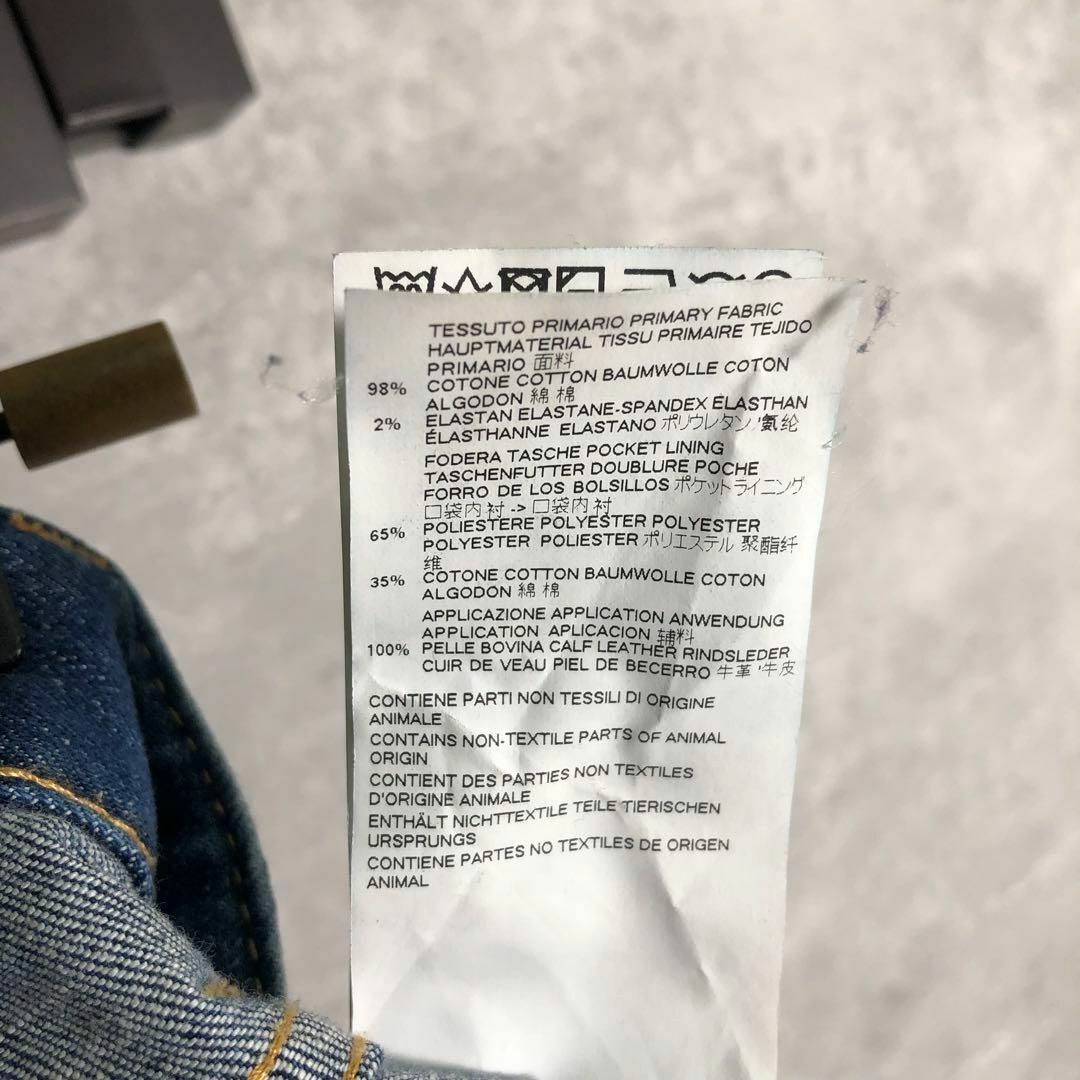 TESSUTO PRIMARIO PRIMARY FABRIC
HAUPTMATERIAL TISSU PRIMAIRE TEJIDO
PRIMARIO 面料
98% COTONE COTTON BAUMWOLLE COTON
ALGODON 綿 棉
2% ELASTAN ELASTANE-SPANDEX ELASTHAN
ÉLASTHANNE ELASTANO ポリウレタン 氨纶
FODERA TASCHE POCKET LINING
TASCHENFUTTER DOUBLURE POCHE
FORRO DE LOS BOLSILLOS ポケットライニング
口袋内衬 -> 口袋内衬
65% POLIESTERE POLYESTER POLYESTER
POLYESTER POLIESTER ポリエステル 聚酯纤
维
35% COTONE COTTON BAUMWOLLE COTON
ALGODON 綿 棉
APPLICAZIONE APPLICATION ANWENDUNG
APPLICATION APLICACION 辅料
100% PELLE BOVINA CALF LEATHER RINDSLEDER
CUIR DE VEAU PIEL DE BECERRO 牛革 牛皮
CONTIENE PARTI NON TESSILI DI ORIGINE
ANIMALE
CONTAINS NON-TEXTILE PARTS OF ANIMAL
ORIGIN
CONTIENT DES PARTIES NON TEXTILES
D'ORIGINE ANIMALE
ENTHÄLT NICHTTEXTILE TEILE TIERISCHEN
URSPRUNGS
CONTIENE PARTES NO TEXTILES DE ORIGEN
ANIMAL